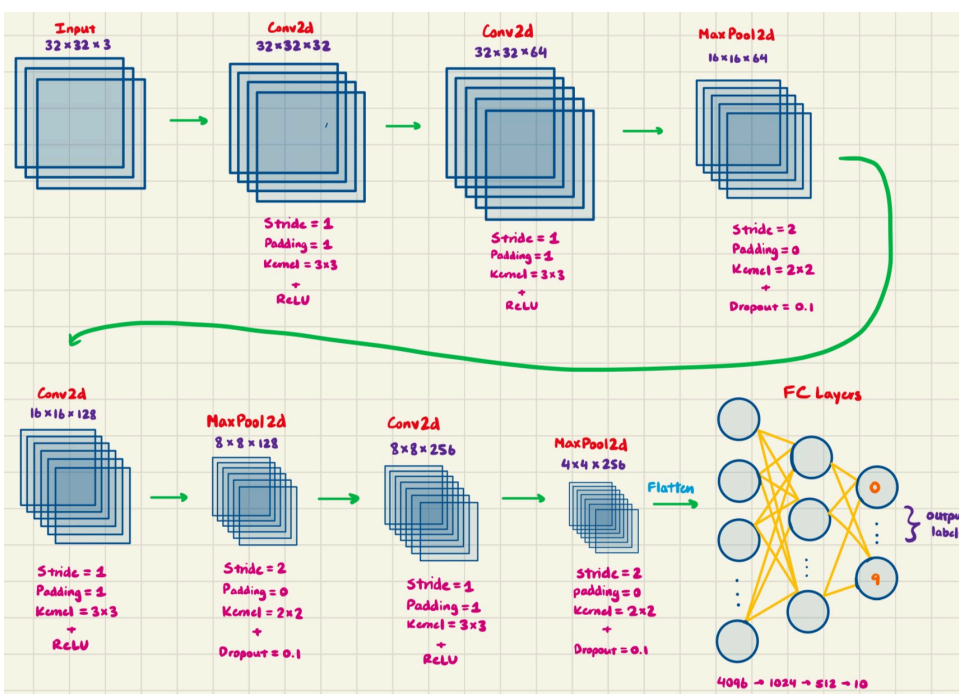 Input
32×32×3
Conv2d
32×32×32
Stride = 1
Padding = 1
Kernel = 3×3
+
ReLU
Conv2d
32×32×64
Stride = 1
Padding = 1
Kernel = 3×3
+
ReLU
MaxPool2d
16×16×64
Stride = 2
Padding = 0
Kernel = 2×2
+
Dropout = 0.1
Conv2d
16×16×128
Stride = 1
Padding = 1
Kernel = 3×3
+
ReLU
MaxPool2d
8×8×128
Stride = 2
Padding = 0
Kernel = 2×2
+
Dropout = 0.1
Conv2d
8×8×256
Stride = 1
Padding = 1
Kernel = 3×3
+
ReLU
MaxPool2d
4×4×256
Stride = 2
padding = 0
Kernel = 2×2
+
Dropout = 0.1
Flatten
FC Layers
0
9
output
label
4096 → 1024 → 512 → 10